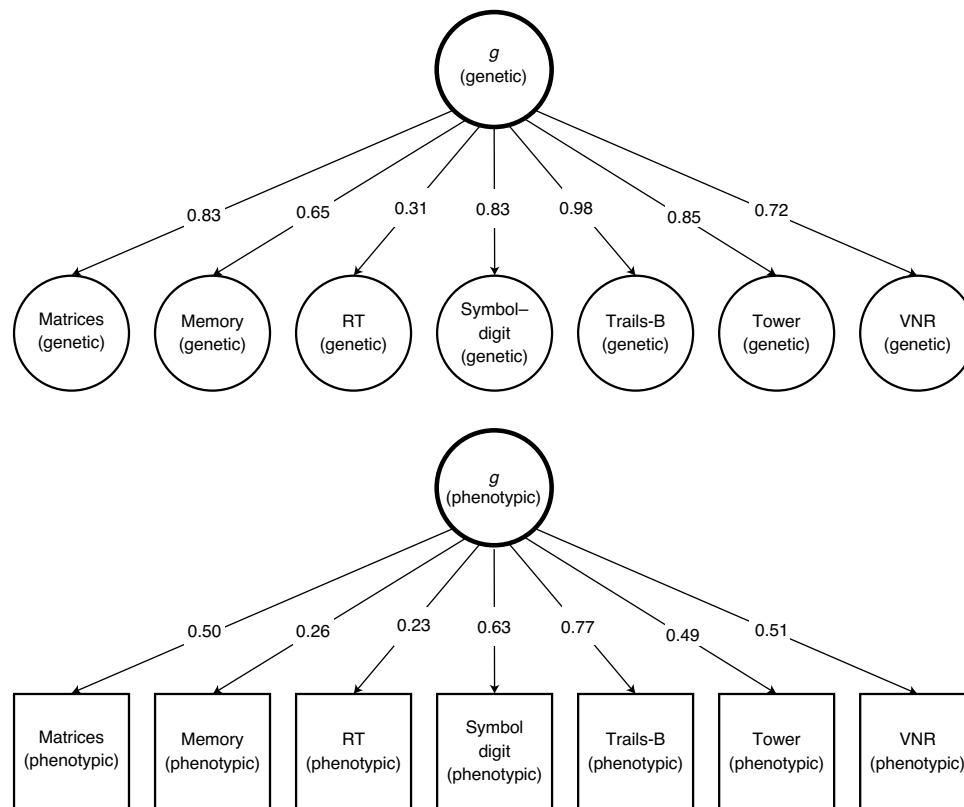 g
(genetic)
0.83 0.65 0.31 0.83 0.98 0.85 0.72
Matrices
(genetic)
Memory
(genetic)
RT
(genetic)
Symbol–
digit
(genetic)
Trails-B
(genetic)
Tower
(genetic)
VNR
(genetic)
g
(phenotypic)
0.50 0.26 0.23 0.63 0.77 0.49 0.51
Matrices
(phenotypic)
Memory
(phenotypic)
RT
(phenotypic)
Symbol
digit
(phenotypic)
Trails-B
(phenotypic)
Tower
(phenotypic)
VNR
(phenotypic)